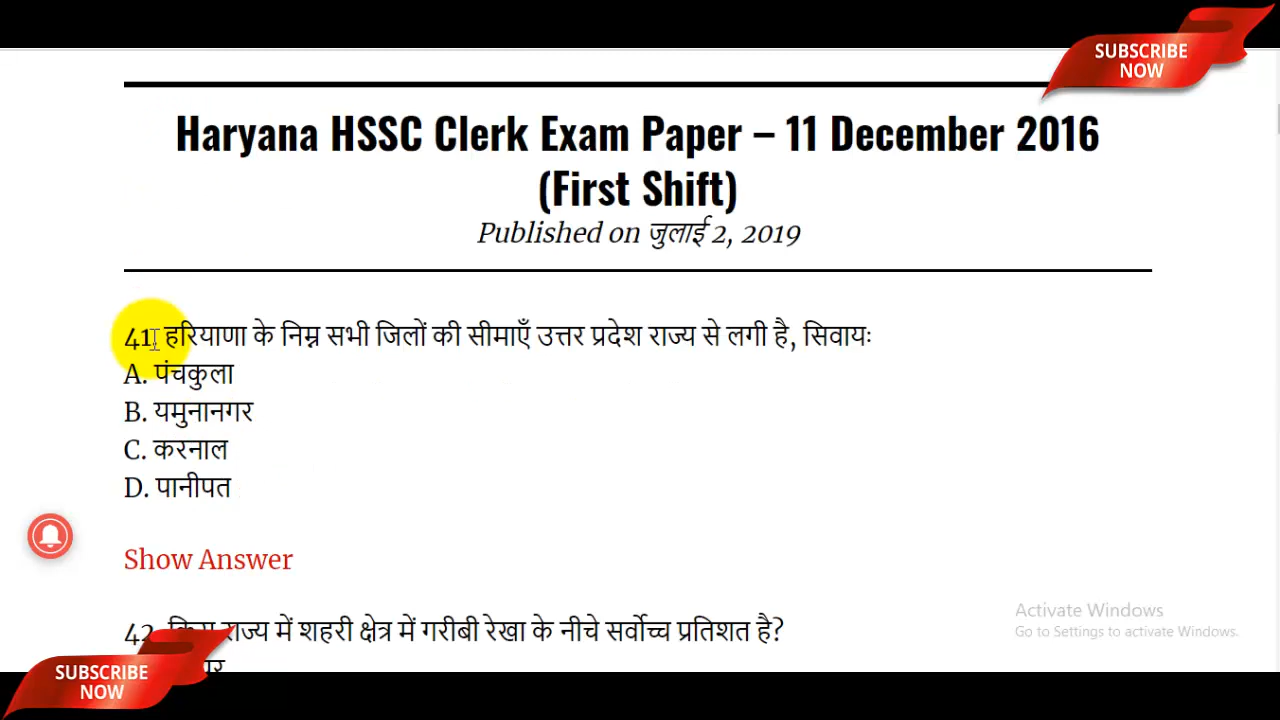 SUBSCRIBE
NOW
Haryana HSSC Clerk Exam Paper – 11 December 2016
(First Shift)
Published on जुलाई 2, 2019
41. हरियाणा के निम्न सभी जिलों की सीमाएँ उत्तर प्रदेश राज्य से लगी है, सिवायः
A. पंचकुला
B. यमुनानगर
C. करनाल
D. पानीपत
Show Answer
Activate Windows
Go to Settings to activate Windows.
42. राज्य में शहरी क्षेत्र में गरीबी रेखा के नीचे सर्वोच्च प्रतिशत है?
SUBSCRIBE
NOW